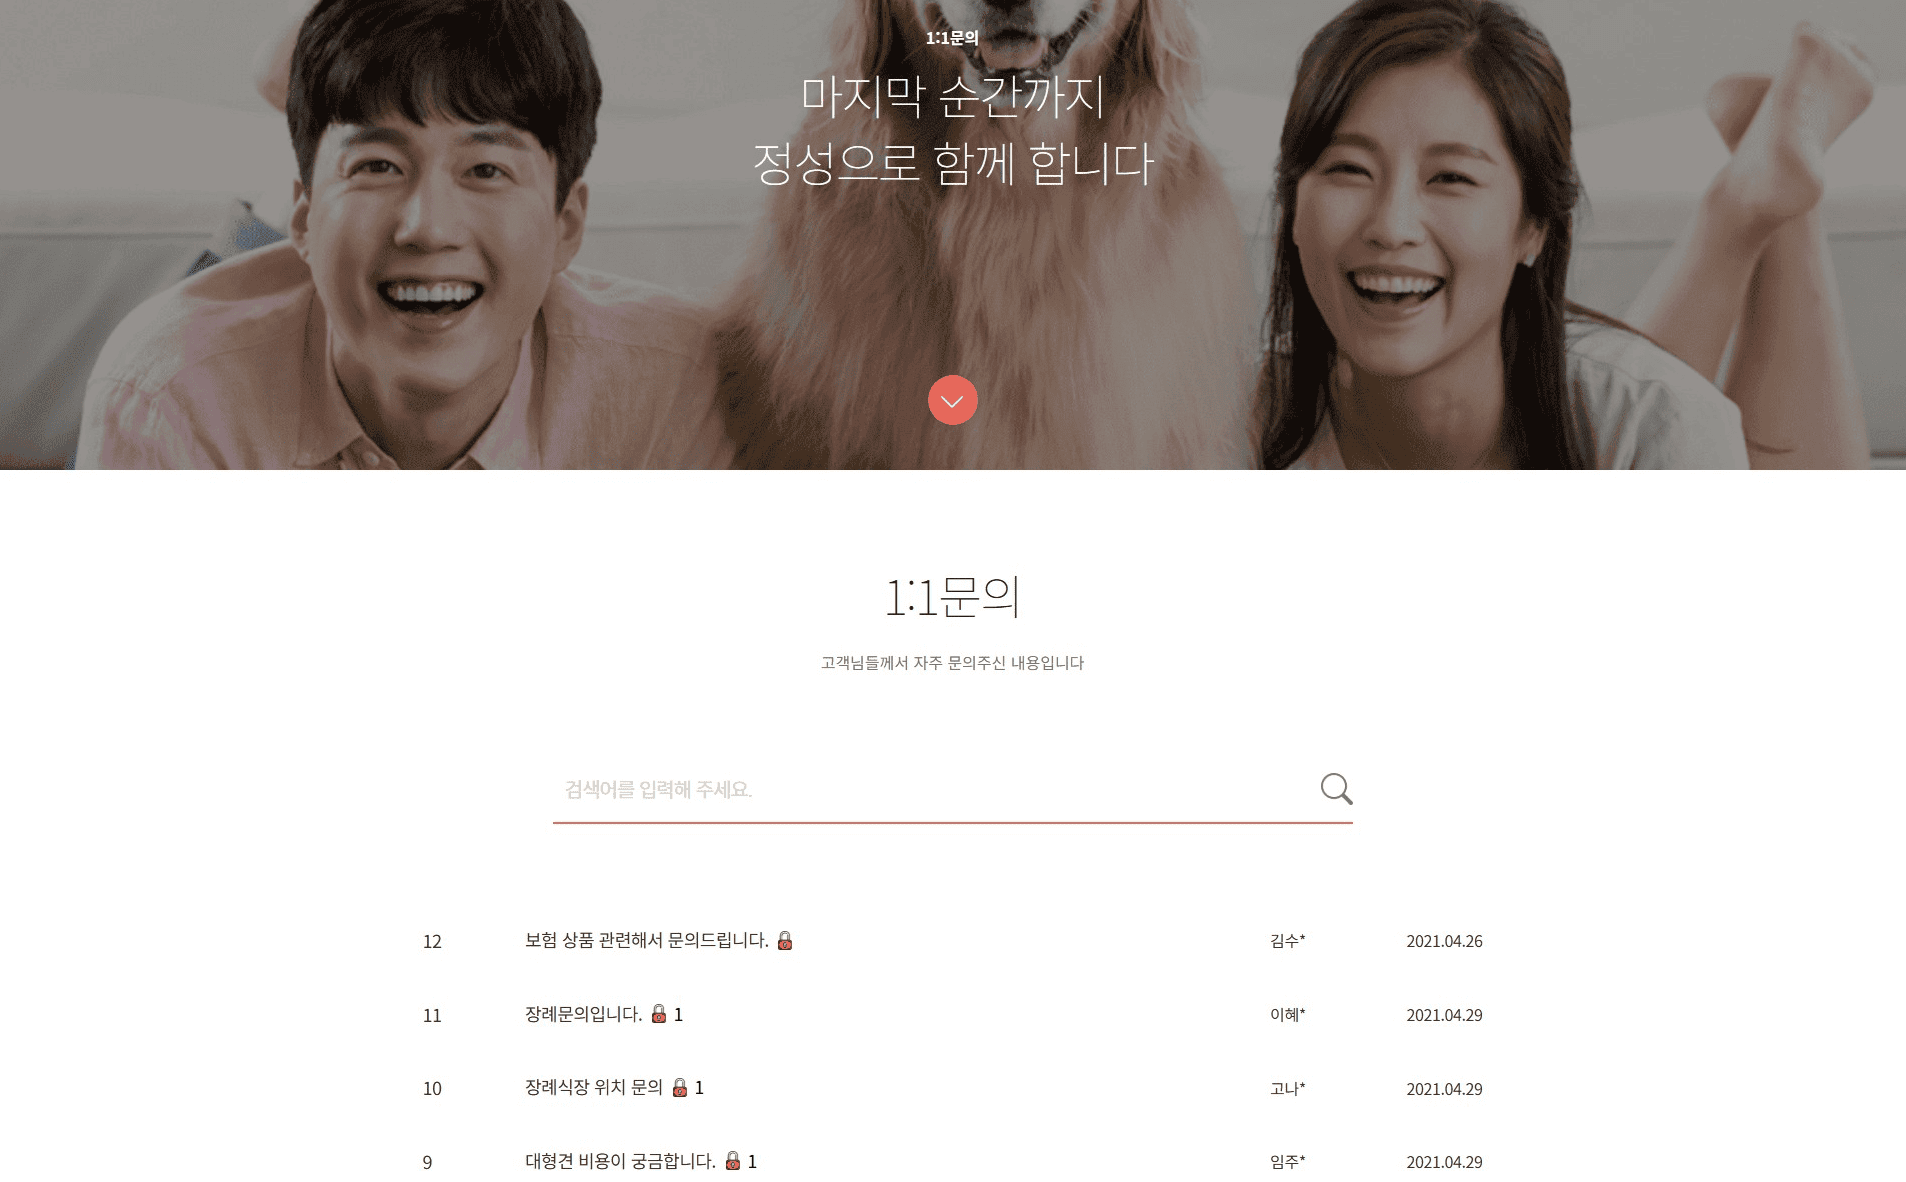 1:1문의
마지막 순간까지
정성으로 함께 합니다
1:1문의
고객님들께서 자주 문의주신 내용입니다
검색어를 입력해 주세요.
12 보험 상품 관련해서 문의드립니다. 김수* 2021.04.26
11 장례문의입니다. 1 이혜* 2021.04.29
10 장례식장 위치 문의 1 고나* 2021.04.29
9 대형견 비용이 궁금합니다. 1 임주* 2021.04.29